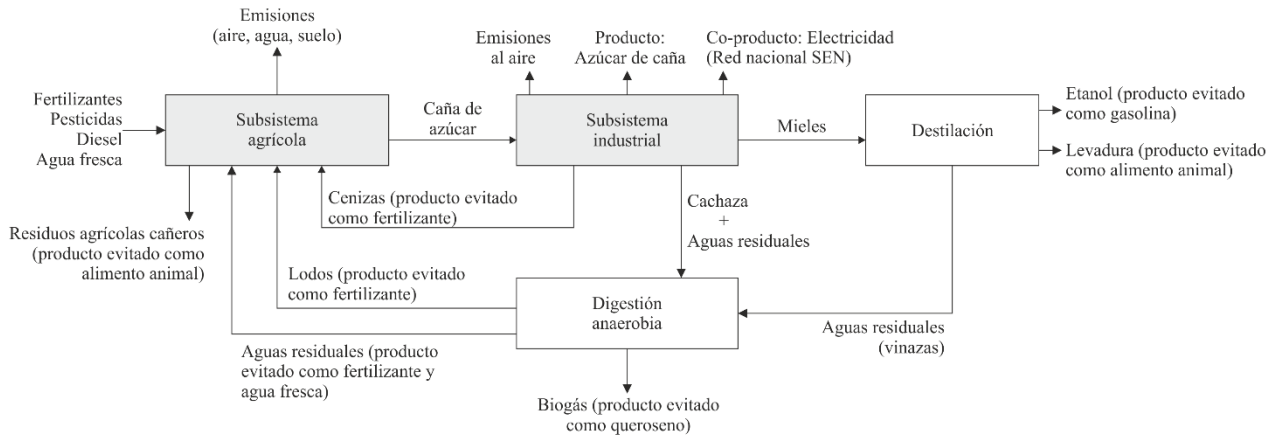 Emisiones
(aire, agua, suelo)
Emisiones
al aire
Producto:
Azúcar de caña
Co-producto: Electricidad
(Red nacional SEN)
Fertilizantes
Pesticidas
Diesel
Agua fresca
Subsistema
agrícola
Caña de
azúcar
Subsistema
industrial
Mieles
Destilación
Etanol (producto evitado
como gasolina)
Levadura (producto evitado
como alimento animal)
Residuos agrícolas cañeros
(producto evitado como
alimento animal)
Cenizas (producto evitado
como fertilizante)
Cachaza
+
Aguas residuales
Lodos (producto evitado
como fertilizante)
Digestión
anaerobia
Aguas residuales
(vinazas)
Aguas residuales (producto
evitado como fertilizante y
agua fresca)
Biogás (producto evitado
como queroseno)